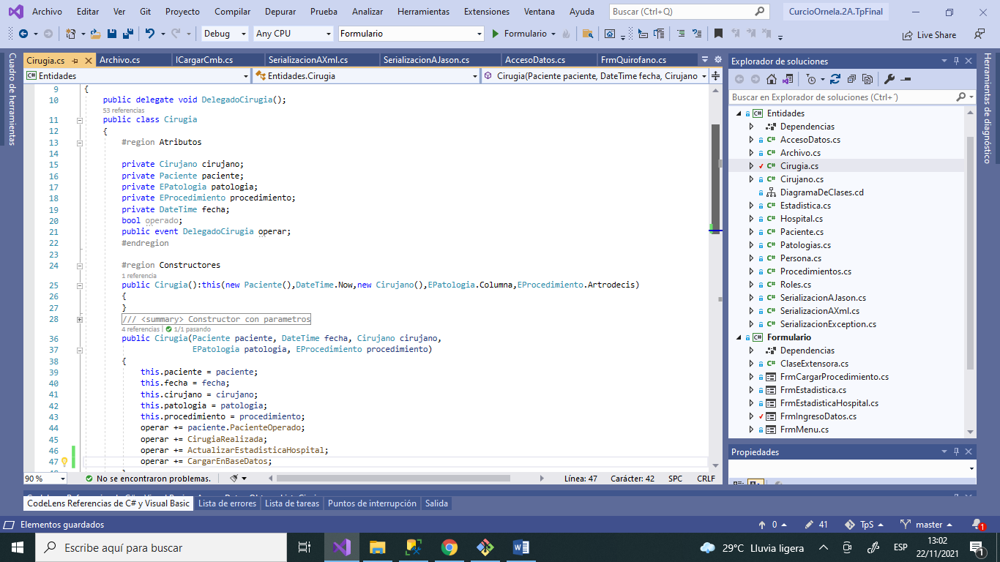 Archivo Editar Ver Git Proyecto Compilar Depurar Prueba Analizar Herramientas Extensiones Ventana Ayuda Buscar (Ctrl+Q) CurcioOrnela.2A.TpFinal
Debug Any CPU Formulario Formulario Live Share
Cuadro de herramientas
Cirugia.cs Archivo.cs ICargarCmb.cs SerializacionAXml.cs SerializacionAJason.cs AccesoDatos.cs FrmQuirofano.cs
Entidades Entidades.Cirugia Cirugia(Paciente paciente, DateTime fecha, Cirujano
9 {
10 public delegate void DelegadoCirugia();
53 referencias
11 public class Cirugia
12 {
13 #region Atributos
14
15 private Cirujano cirujano;
16 private Paciente paciente;
17 private EPatologia patologia;
18 private EProcedimiento procedimiento;
19 private DateTime fecha;
20 bool operado;
21 public event DelegadoCirugia operar;
22 #endregion
23
24 #region Constructores
1 referencia
25 public Cirugia():this(new Paciente(),DateTime.Now,new Cirujano(),EPatologia.Columna,EProcedimiento.Artrodecis)
26 {
27 }
28 /// <summary> Constructor con parametros
4 referencias | 1/1 pasando
36 public Cirugia(Paciente paciente, DateTime fecha, Cirujano cirujano,
37 EPatologia patologia, EProcedimiento procedimiento)
38 {
39 this.paciente = paciente;
40 this.fecha = fecha;
41 this.cirujano = cirujano;
42 this.patologia = patologia;
43 this.procedimiento = procedimiento;
44 operar += paciente.PacienteOperado;
45 operar += CirugiaRealizada;
46 operar += ActualizarEstadisticaHospital;
47 operar += CargarEnBaseDatos;
90 % No se encontraron problemas. Línea: 47 Carácter: 42 SPC CRLF
CodeLens Referencias de C# y Visual Basic Lista de errores Lista de tareas Puntos de interrupción Salida
Explorador de soluciones
Buscar en Explorador de soluciones (Ctrl+´)
Entidades
Dependencias
AccesoDatos.cs
Archivo.cs
Cirugia.cs
Cirujano.cs
DiagramaDeClases.cd
Estadistica.cs
Hospital.cs
Paciente.cs
Patologias.cs
Persona.cs
Procedimientos.cs
Roles.cs
SerializacionAJason.cs
SerializacionAXml.cs
SerializacionException.cs
Formulario
Dependencias
ClaseExtensora.cs
FrmCargarProcedimiento.cs
FrmEstadistica.cs
FrmEstadisticaHospital.cs
FrmIngresoDatos.cs
FrmMenu.cs
Propiedades
Herramientas de diagnóstico
Elementos guardados 0 41 TpS master 1
Escribe aquí para buscar 29°C Lluvia ligera ESP 13:02
22/11/2021 1